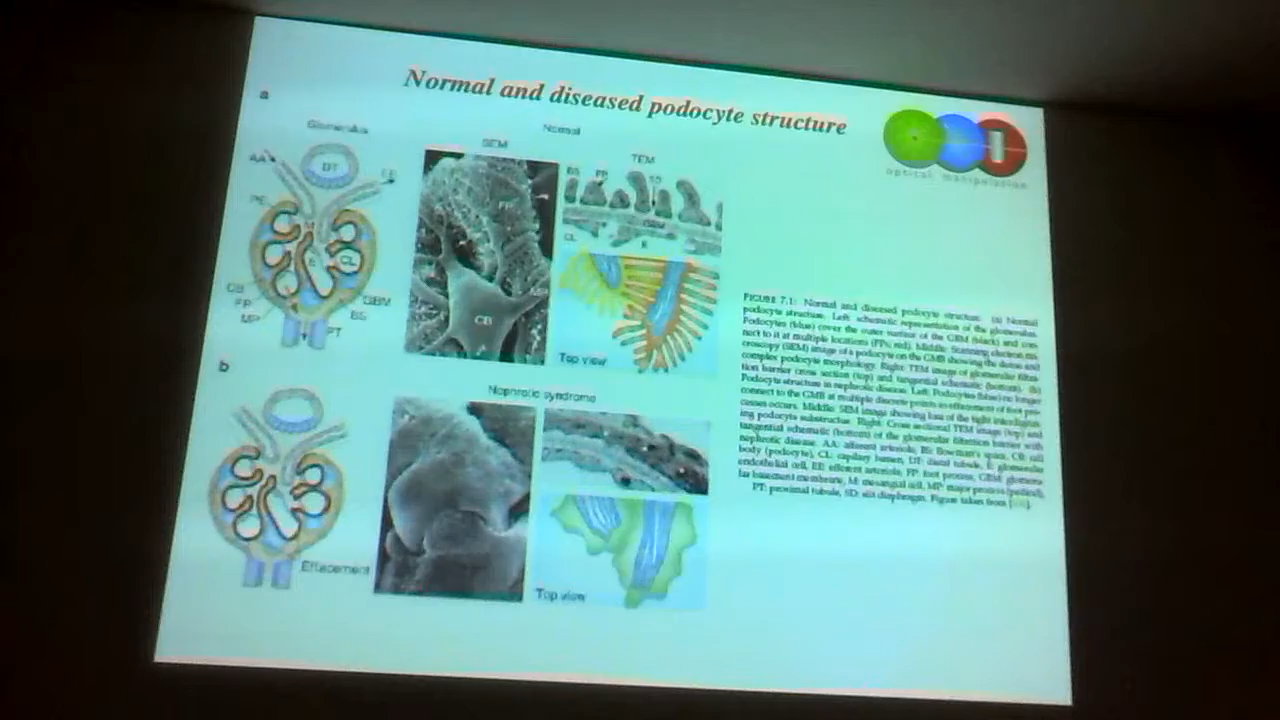 Normal and diseased podocyte structure
optical manipulation
a
Glomerulus
Normal
SEM
TEM
AA
DT
EE
PE
M
E
CL
CB
FP
MP
GBM
BS
PT
FP
MP
CB
BS
FP
SD
GBM
CL
E
Top view
b
Nephrotic syndrome
Effacement
Top view
FIGURE 7.1: Normal and diseased podocyte structure. (a) Normal
podocyte structure. Left: schematic representation of the glomerulus.
Podocytes (blue) cover the outer surface of the GBM (black) and con-
nect to it at multiple locations (FPs, red). Middle: Scanning electron mi-
croscopy (SEM) image of a podocyte on the GMB showing the dense and
complex podocyte morphology. Right: TEM image of glomerular filtra-
tion barrier cross section (top) and tangential schematic (bottom). (b)
Podocyte structure in nephrotic disease. Left: Podocytes (blue) no longer
connect to the GMB at multiple discrete points in effacement of foot pro-
cesses occurs. Middle: SEM image showing loss of the tight interdigitat-
ing podocyte substructure. Right: Cross sectional TEM image (top) and
tangential schematic (bottom) of the glomerular filtration barrier with
nephrotic disease. AA: afferent arteriole, BS: Bowman's space, CB: cell
body (podocyte), CL: capillary lumen, DT: distal tubule, E: glomerular
endothelial cell, EE: efferent arteriole, FP: foot process, GBM: glomeru-
lar basement membrane, M: mesangial cell, MP: major process (podocyte),
PT: proximal tubule, SD: slit diaphragm. Figure taken from